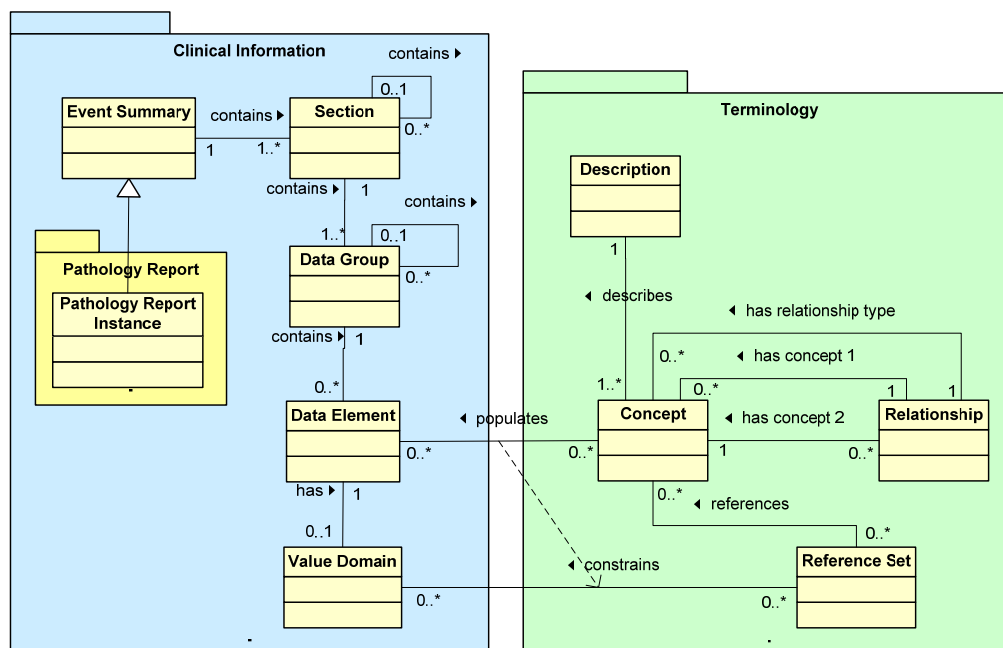 Clinical Information
contains ▶
Event Summary
contains ▶
Section
0..1
0..*
1
1..*
contains ▶
1
contains ▶
1..*
0..1
Data Group
0..*
Pathology Report
Pathology Report
Instance
contains ▶
1
0..*
Data Element
◀ populates
0..*
0..*
has ▶
1
0..1
Value Domain
0..*
◀ constrains
0..*
Terminology
Description
1
◀ describes
◀ has relationship type
0..*
◀ has concept 1
1..*
0..*
1
1
Concept
◀ has concept 2
Relationship
1
0..*
0..*
◀ references
0..*
Reference Set